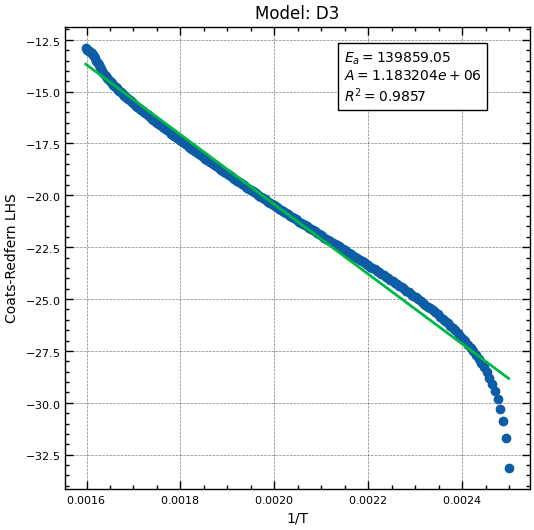 Model: D3
Eₐ = 139859.05
A = 1.183204e + 06
R² = 0.9857
Coats-Redfern LHS
−12.5
−15.0
−17.5
−20.0
−22.5
−25.0
−27.5
−30.0
−32.5
0.0016 0.0018 0.0020 0.0022 0.0024
1/T